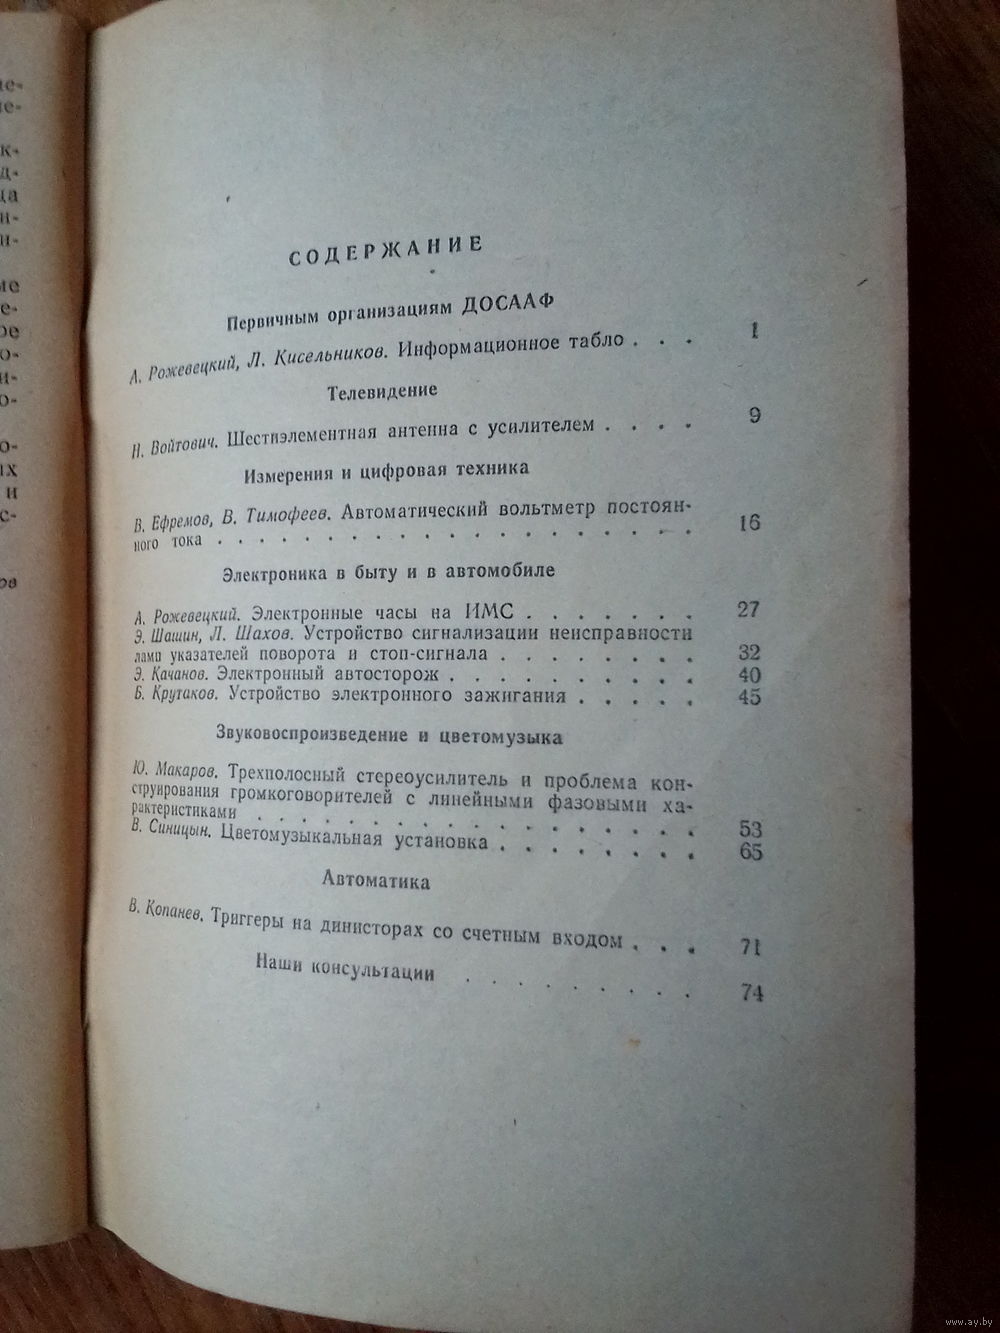 СОДЕРЖАНИЕ
Первичным организациям ДОСААФ
А. Рожевецкий, Л. Кисельников. Информационное табло . . . 1
Телевидение
Н. Войтович. Шестиэлементная антенна с усилителем . . . . 9
Измерения и цифровая техника
В. Ефремов, В. Тимофеев. Автоматический вольтметр постоян-
ного тока . . . . . . . . . . . . . . . . . . . 16
Электроника в быту и в автомобиле
А. Рожевецкий. Электронные часы на ИМС . . . . . . . 27
Э. Шашин, Л. Шахов. Устройство сигнализации неисправности
ламп указателей поворота и стоп-сигнала . . . . . . . . 32
Э. Качанов. Электронный автосторож . . . . . . . . . . 40
Б. Крутаков. Устройство электронного зажигания . . . . . 45
Звуковоспроизведение и цветомузыка
Ю. Макаров. Трехполосный стереоусилитель и проблема кон-
струирования громкоговорителей с линейными фазовыми ха-
рактеристиками . . . . . . . . . . . . . . . . . 53
В. Синицын. Цветомузыкальная установка . . . . . . . . 65
Автоматика
В. Копанев. Триггеры на динисторах со счетным входом . . . 71
Наши консультации . . . . . . . . . 74
www.ay.by